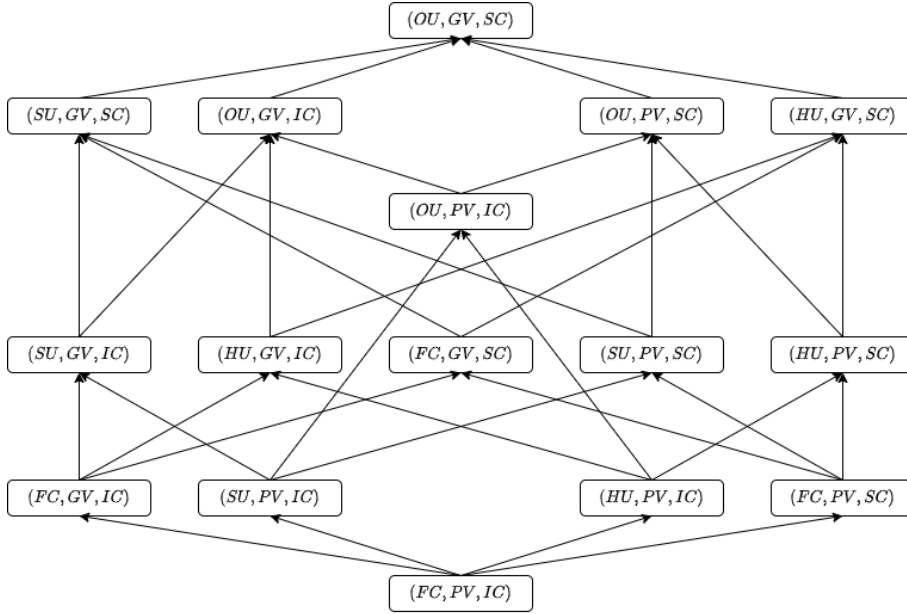 (OU, GV, SC)
(SU, GV, SC)
(OU, GV, IC)
(OU, PV, SC)
(HU, GV, SC)
(OU, PV, IC)
(SU, GV, IC)
(HU, GV, IC)
(FC, GV, SC)
(SU, PV, SC)
(HU, PV, SC)
(FC, GV, IC)
(SU, PV, IC)
(HU, PV, IC)
(FC, PV, SC)
(FC, PV, IC)